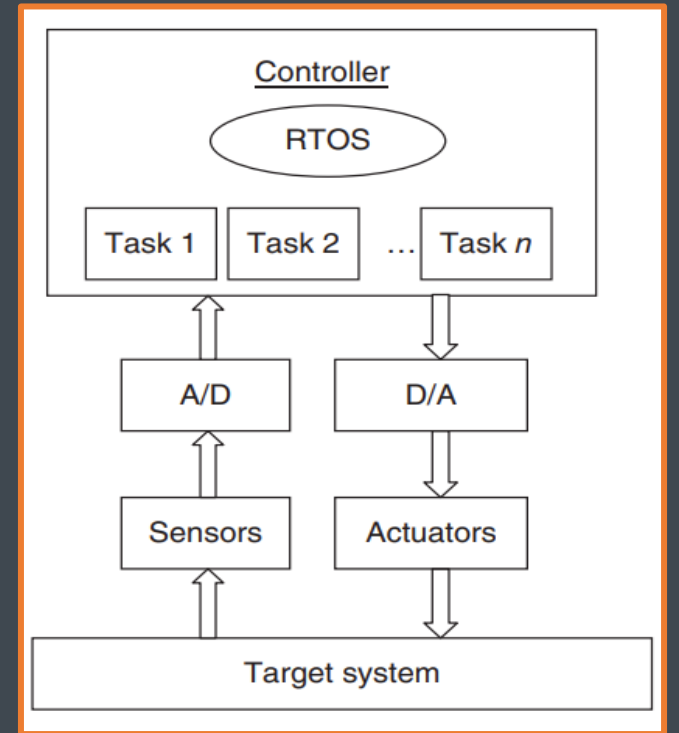 Controller
RTOS
Task 1 Task 2 … Task n
A/D D/A
Sensors Actuators
Target system